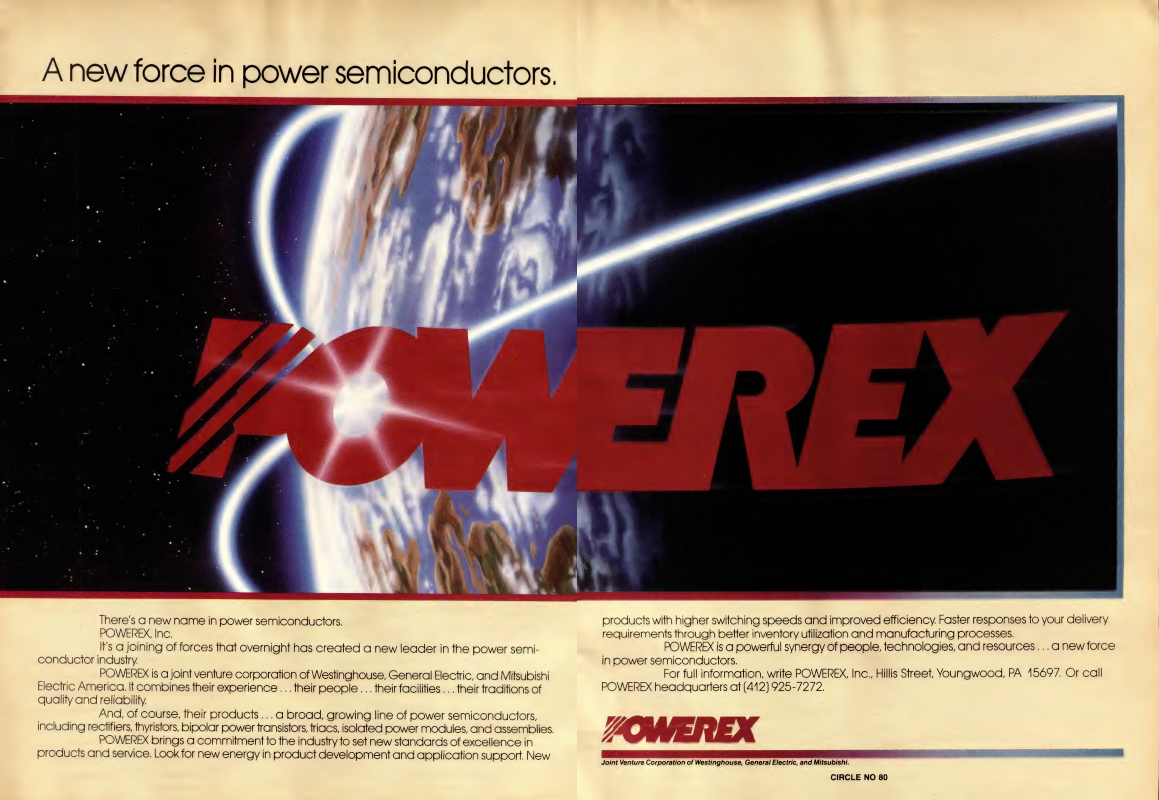 A new force in power semiconductors.
POWEREX
There's a new name in power semiconductors.
POWEREX, Inc.
It's a joining of forces that overnight has created a new leader in the power semi-
conductor industry.
POWEREX is a joint venture corporation of Westinghouse, General Electric, and Mitsubishi
Electric America. It combines their experience . . . their people . . . their facilities . . . their traditions of
quality and reliability.
And, of course, their products . . . a broad, growing line of power semiconductors,
including rectifiers, thyristors, bipolar power transistors, triacs, isolated power modules, and assemblies.
POWEREX brings a commitment to the industry to set new standards of excellence in
products and service. Look for new energy in product development and application support. New
products with higher switching speeds and improved efficiency. Faster responses to your delivery
requirements through better inventory utilization and manufacturing processes.
POWEREX is a powerful synergy of people, technologies, and resources . . . a new force
in power semiconductors.
For full information, write POWEREX, Inc., Hillis Street, Youngwood, PA 15697. Or call
POWEREX headquarters at (412) 925-7272.
POWEREX
Joint Venture Corporation of Westinghouse, General Electric, and Mitsubishi.
CIRCLE NO 80